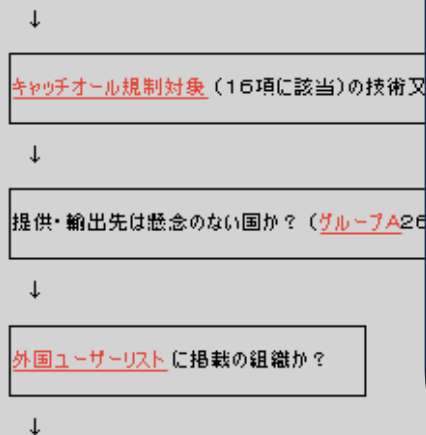 ↓
キャッチオール規制対象 (16項に該当)の技術又
↓
提供・輸出先は懸念のない国か? (グループA26
↓
外国ユーザーリスト に掲載の組織か?
↓